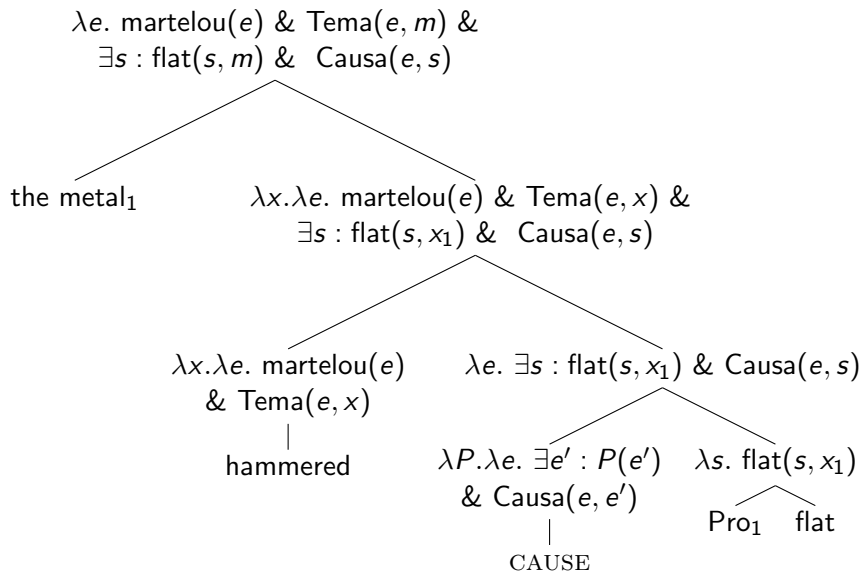 λe. martelou(e) & Tema(e, m) &
∃s : flat(s, m) & Causa(e, s)
the metal₁
λx.λe. martelou(e) & Tema(e, x) &
∃s : flat(s, x₁) & Causa(e, s)
λx.λe. martelou(e)
& Tema(e, x)
hammered
λe. ∃s : flat(s, x₁) & Causa(e, s)
λP.λe. ∃e′ : P(e′)
& Causa(e, e′)
CAUSE
λs. flat(s, x₁)
Pro₁ flat